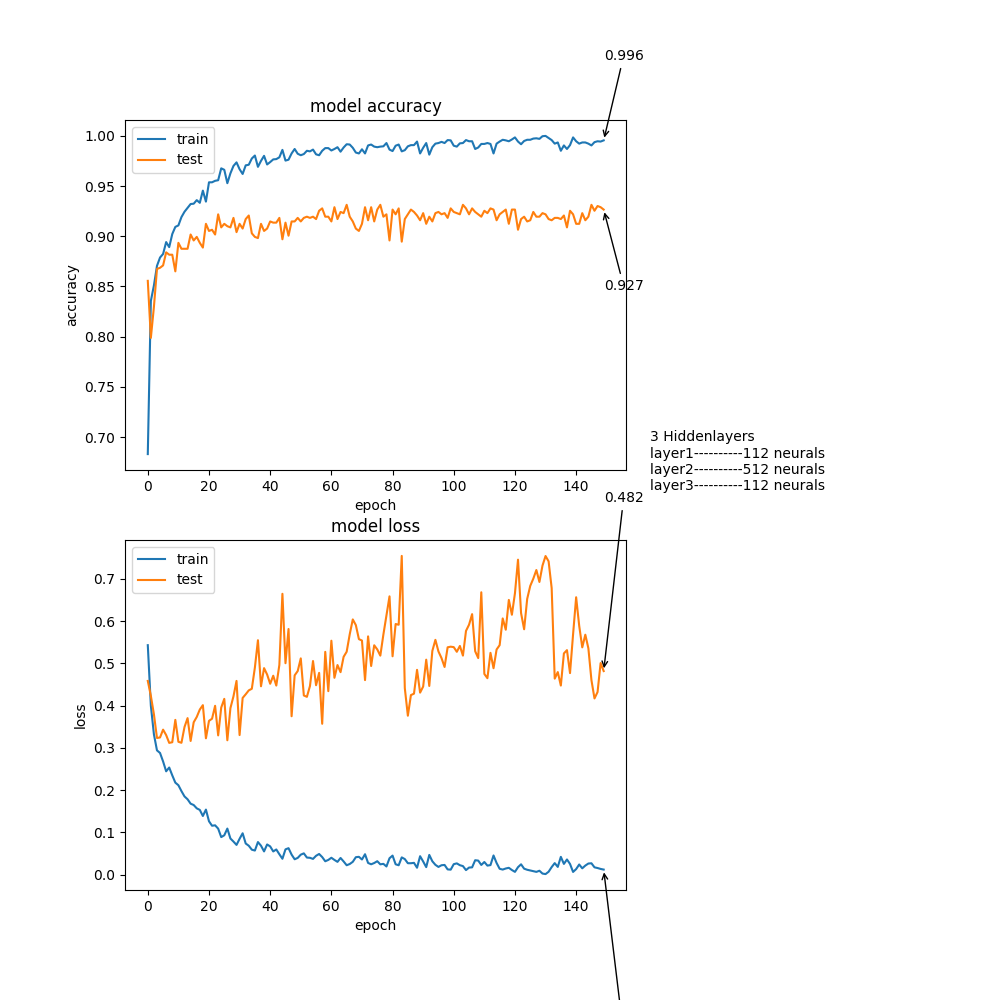 0.996
model accuracy
train
test
1.00
0.95
0.90
0.85
0.80
0.75
0.70
accuracy
0.927
0 20 40 60 80 100 120 140
epoch
3 Hiddenlayers
layer1----------112 neurals
layer2----------512 neurals
layer3----------112 neurals
0.482
model loss
train
test
0.7
0.6
0.5
0.4
0.3
0.2
0.1
0.0
loss
0 20 40 60 80 100 120 140
epoch